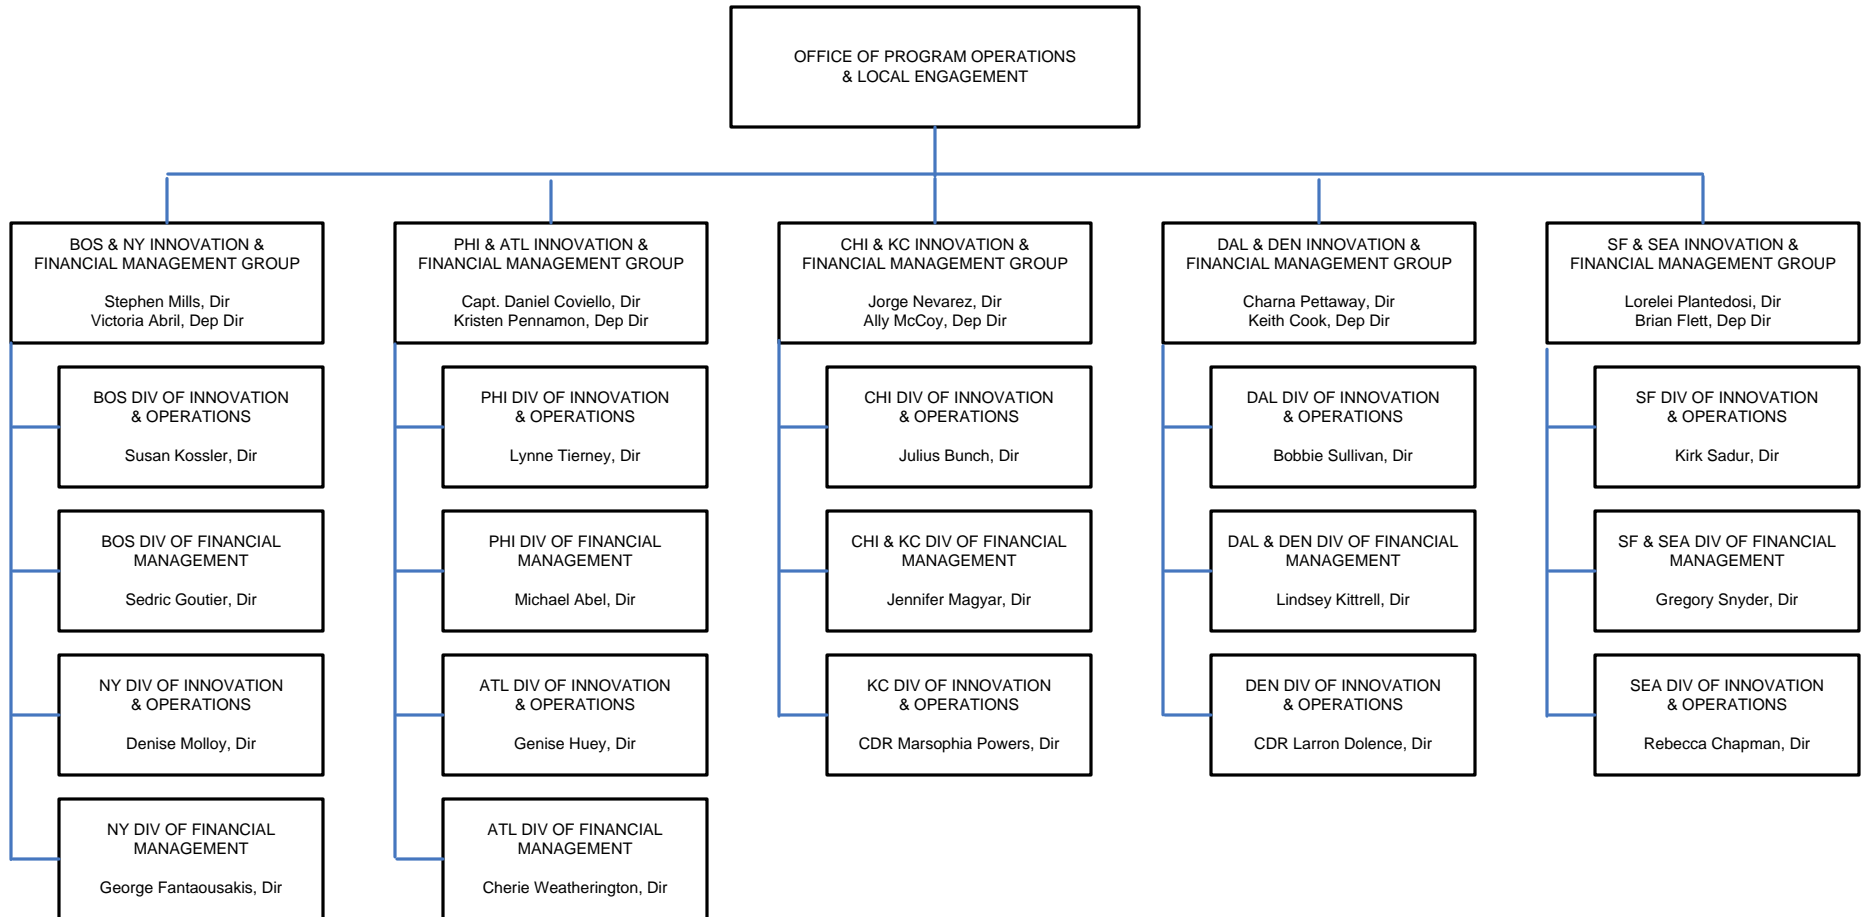 OFFICE OF PROGRAM OPERATIONS
& LOCAL ENGAGEMENT
BOS & NY INNOVATION &
FINANCIAL MANAGEMENT GROUP
Stephen Mills, Dir
Victoria Abril, Dep Dir
BOS DIV OF INNOVATION
& OPERATIONS
Susan Kossler, Dir
BOS DIV OF FINANCIAL
MANAGEMENT
Sedric Goutier, Dir
NY DIV OF INNOVATION
& OPERATIONS
Denise Molloy, Dir
NY DIV OF FINANCIAL
MANAGEMENT
George Fantaousakis, Dir
PHI & ATL INNOVATION &
FINANCIAL MANAGEMENT GROUP
Capt. Daniel Coviello, Dir
Kristen Pennamon, Dep Dir
PHI DIV OF INNOVATION
& OPERATIONS
Lynne Tierney, Dir
PHI DIV OF FINANCIAL
MANAGEMENT
Michael Abel, Dir
ATL DIV OF INNOVATION
& OPERATIONS
Genise Huey, Dir
ATL DIV OF FINANCIAL
MANAGEMENT
Cherie Weatherington, Dir
CHI & KC INNOVATION &
FINANCIAL MANAGEMENT GROUP
Jorge Nevarez, Dir
Ally McCoy, Dep Dir
CHI DIV OF INNOVATION
& OPERATIONS
Julius Bunch, Dir
CHI & KC DIV OF FINANCIAL
MANAGEMENT
Jennifer Magyar, Dir
KC DIV OF INNOVATION
& OPERATIONS
CDR Marsophia Powers, Dir
DAL & DEN INNOVATION &
FINANCIAL MANAGEMENT GROUP
Charna Pettaway, Dir
Keith Cook, Dep Dir
DAL DIV OF INNOVATION
& OPERATIONS
Bobbie Sullivan, Dir
DAL & DEN DIV OF FINANCIAL
MANAGEMENT
Lindsey Kittrell, Dir
DEN DIV OF INNOVATION
& OPERATIONS
CDR Larron Dolence, Dir
SF & SEA INNOVATION &
FINANCIAL MANAGEMENT GROUP
Lorelei Plantedosi, Dir
Brian Flett, Dep Dir
SF DIV OF INNOVATION
& OPERATIONS
Kirk Sadur, Dir
SF & SEA DIV OF FINANCIAL
MANAGEMENT
Gregory Snyder, Dir
SEA DIV OF INNOVATION
& OPERATIONS
Rebecca Chapman, Dir